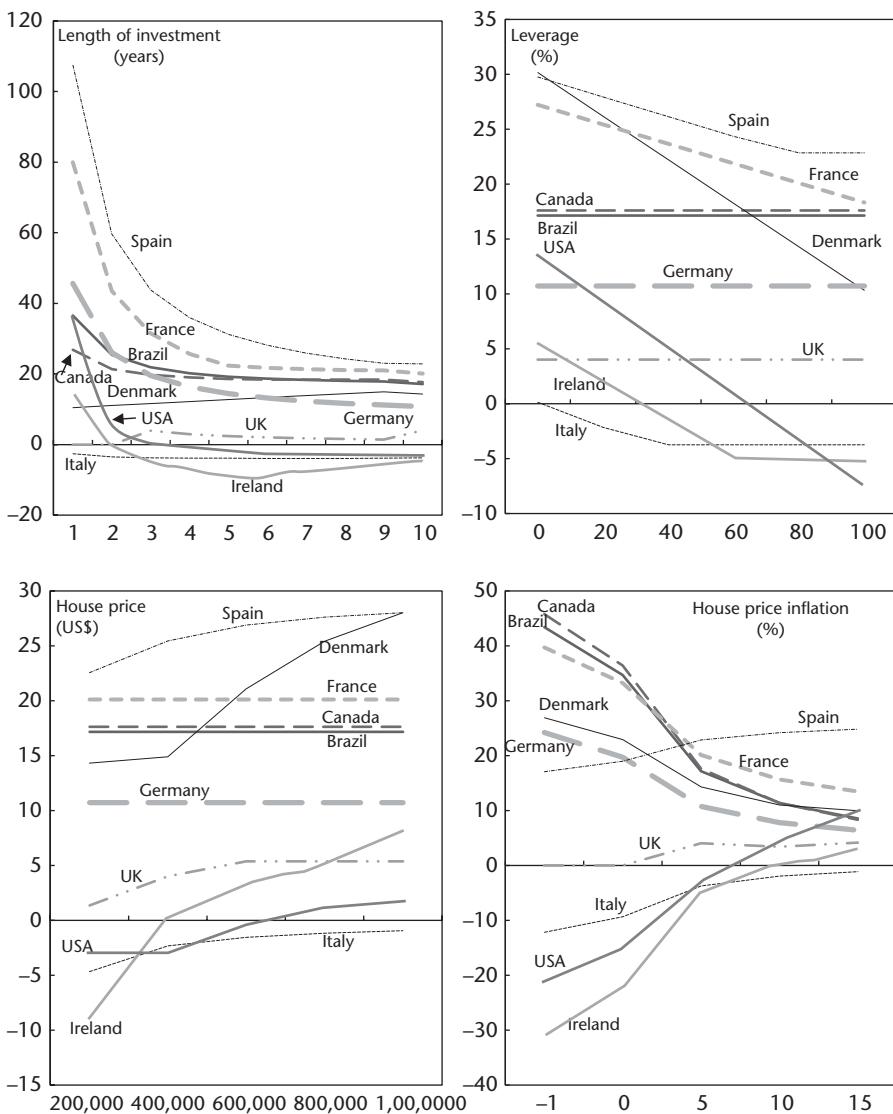 120
100
80
60
40
20
0
−20
Length of investment
(years)
Spain
France
Brazil
Canada
Denmark
USA
UK
Germany
Italy
Ireland
1 2 3 4 5 6 7 8 9 10
35
30
25
20
15
10
5
0
−5
−10
Leverage
(%)
Spain
France
Canada
Brazil
USA
Denmark
Germany
UK
Ireland
Italy
0 20 40 60 80 100
30
25
20
15
10
5
0
−5
−10
−15
House price
(US$)
Spain
Denmark
France
Canada
Brazil
Germany
UK
USA
Italy
Ireland
200,000 400,000 600,000 800,000 1,00,0000
50
40
30
20
10
0
−10
−20
−30
−40
House price inflation
(%)
Canada
Brazil
Denmark
Spain
Germany
France
UK
Italy
USA
Ireland
−1 0 5 10 15